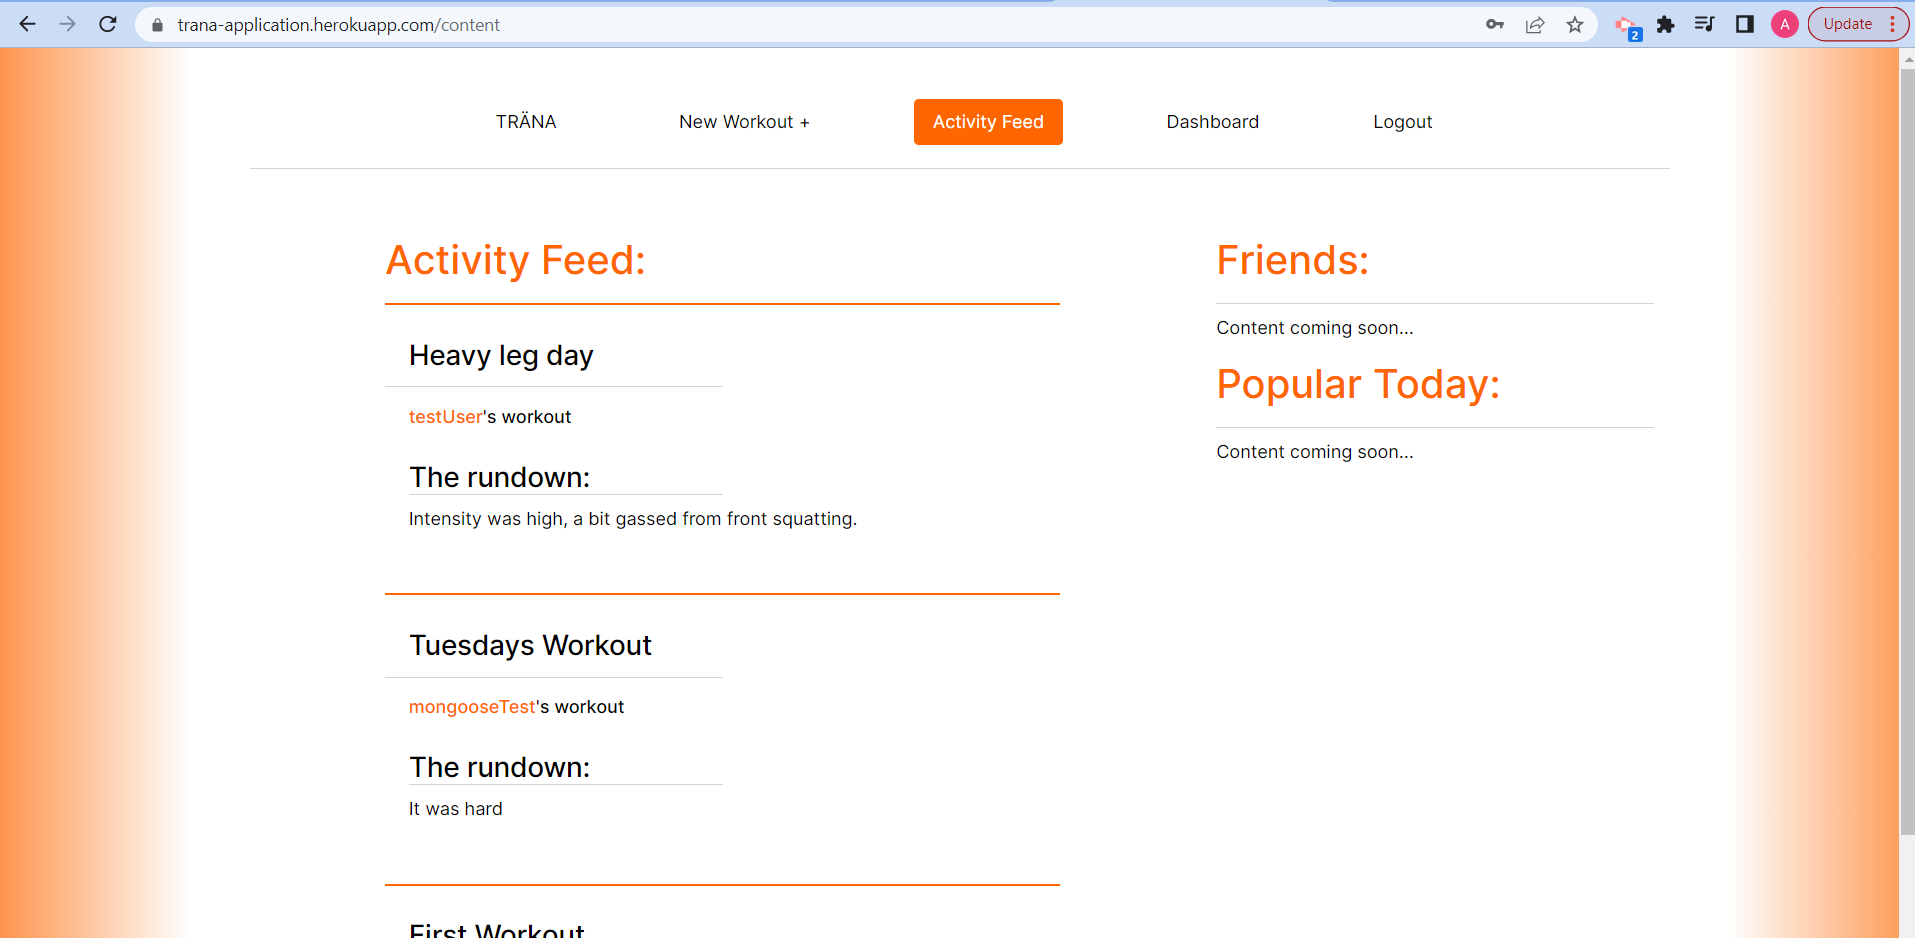 trana-application.herokuapp.com/content
2
A
Update
TRÄNA
New Workout +
Activity Feed
Dashboard
Logout
Activity Feed:
Heavy leg day
testUser's workout
The rundown:
Intensity was high, a bit gassed from front squatting.
Tuesdays Workout
mongooseTest's workout
The rundown:
It was hard
First Workout
Friends:
Content coming soon...
Popular Today:
Content coming soon...